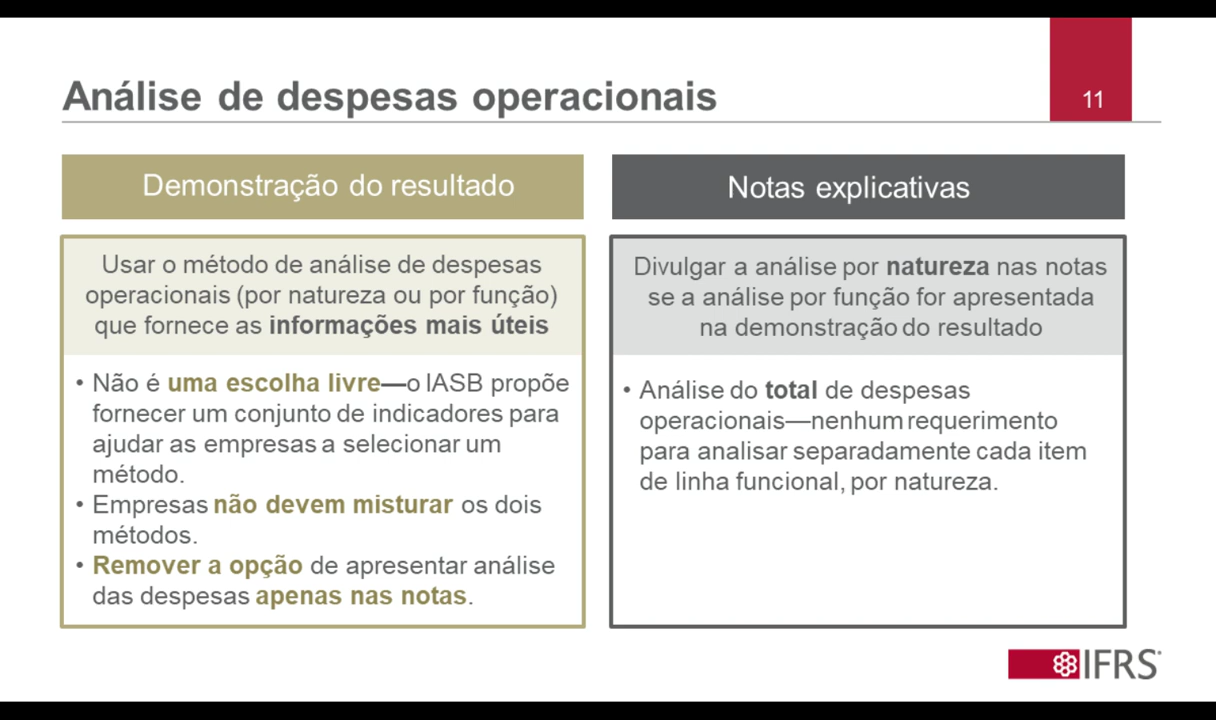 Análise de despesas operacionais
11
Demonstração do resultado
Usar o método de análise de despesas
operacionais (por natureza ou por função)
que fornece as informações mais úteis
• Não é uma escolha livre—o IASB propõe
fornecer um conjunto de indicadores para
ajudar as empresas a selecionar um
método.
• Empresas não devem misturar os dois
métodos.
• Remover a opção de apresentar análise
das despesas apenas nas notas.
Notas explicativas
Divulgar a análise por natureza nas notas
se a análise por função for apresentada
na demonstração do resultado
• Análise do total de despesas
operacionais—nenhum requerimento
para analisar separadamente cada item
de linha funcional, por natureza.
IFRS